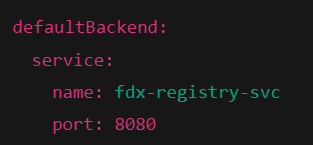 defaultBackend:
  service:
    name: fdx-registry-svc
    port: 8080